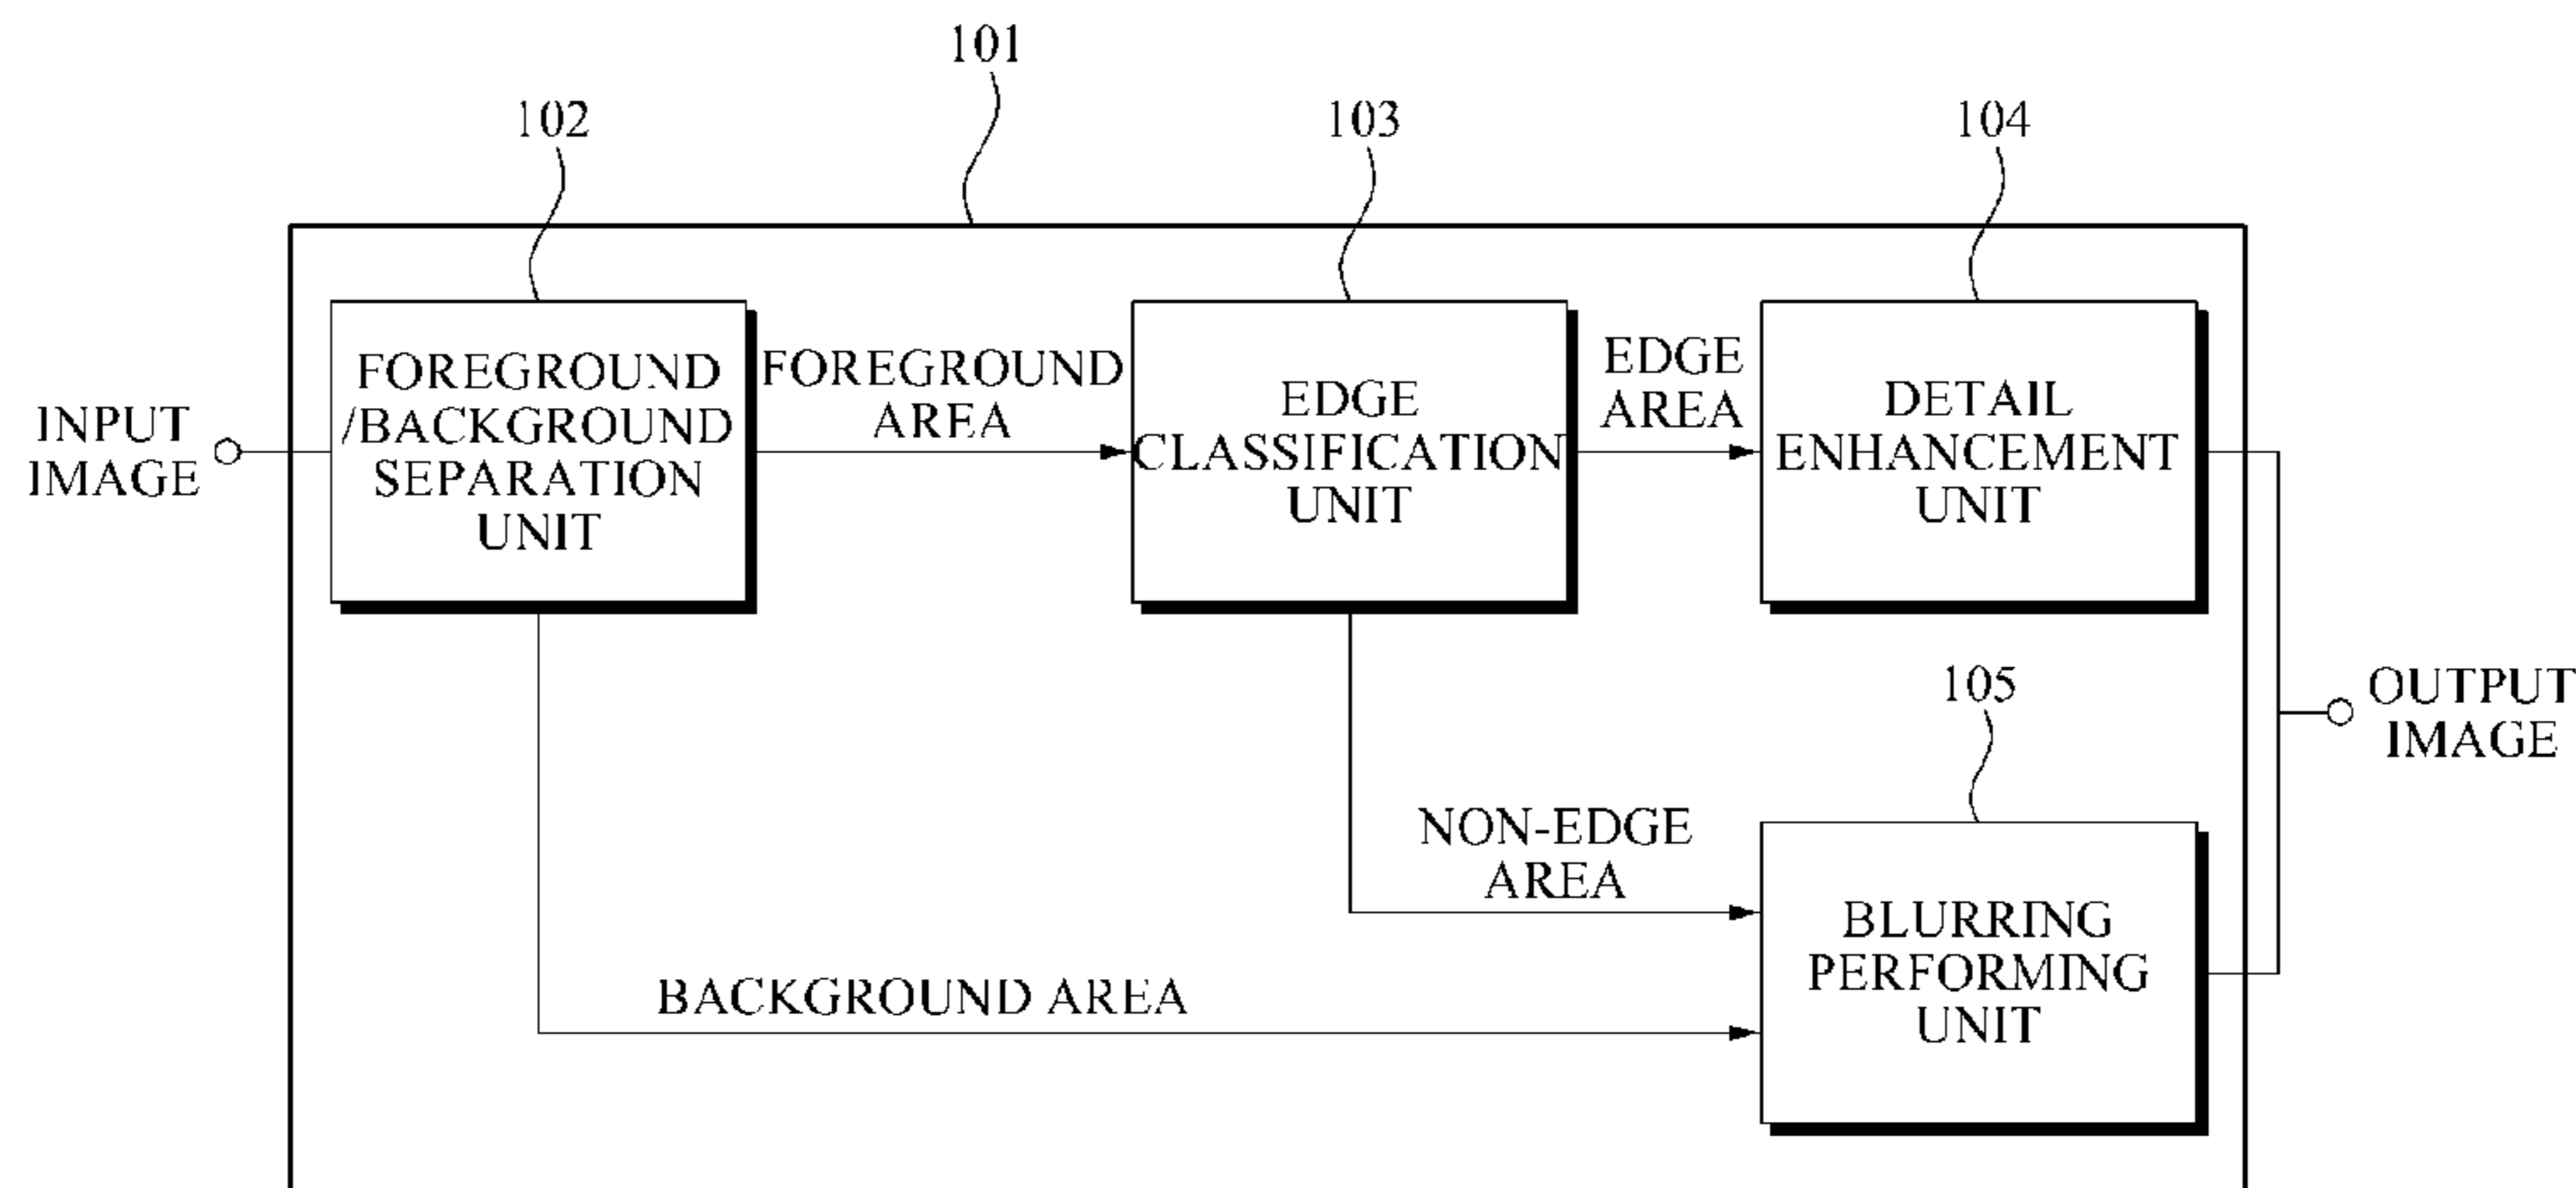 101
102
103
104
INPUT
IMAGE
FOREGROUND
/BACKGROUND
SEPARATION
UNIT
FOREGROUND
AREA
EDGE
CLASSIFICATION
UNIT
EDGE
AREA
DETAIL
ENHANCEMENT
UNIT
105
OUTPUT
IMAGE
NON-EDGE
AREA
BLURRING
PERFORMING
UNIT
BACKGROUND AREA